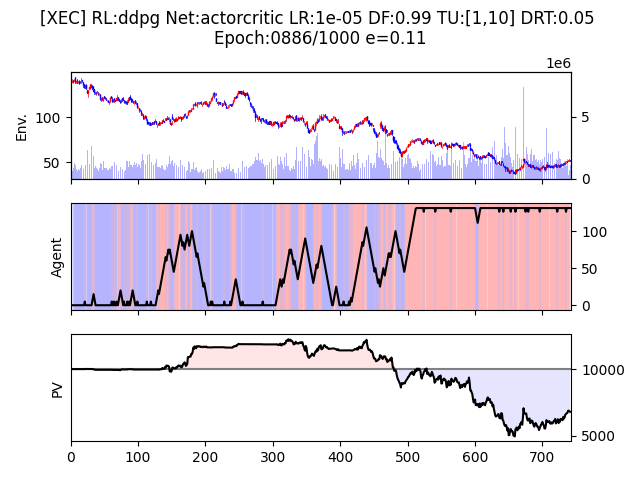 [XEC] RL:ddpg Net:actorcritic LR:1e-05 DF:0.99 TU:[1,10] DRT:0.05
Epoch:0886/1000 e=0.11
1e6
Env.
100
50
5
0
Agent
100
50
0
PV
10000
5000
0 100 200 300 400 500 600 700